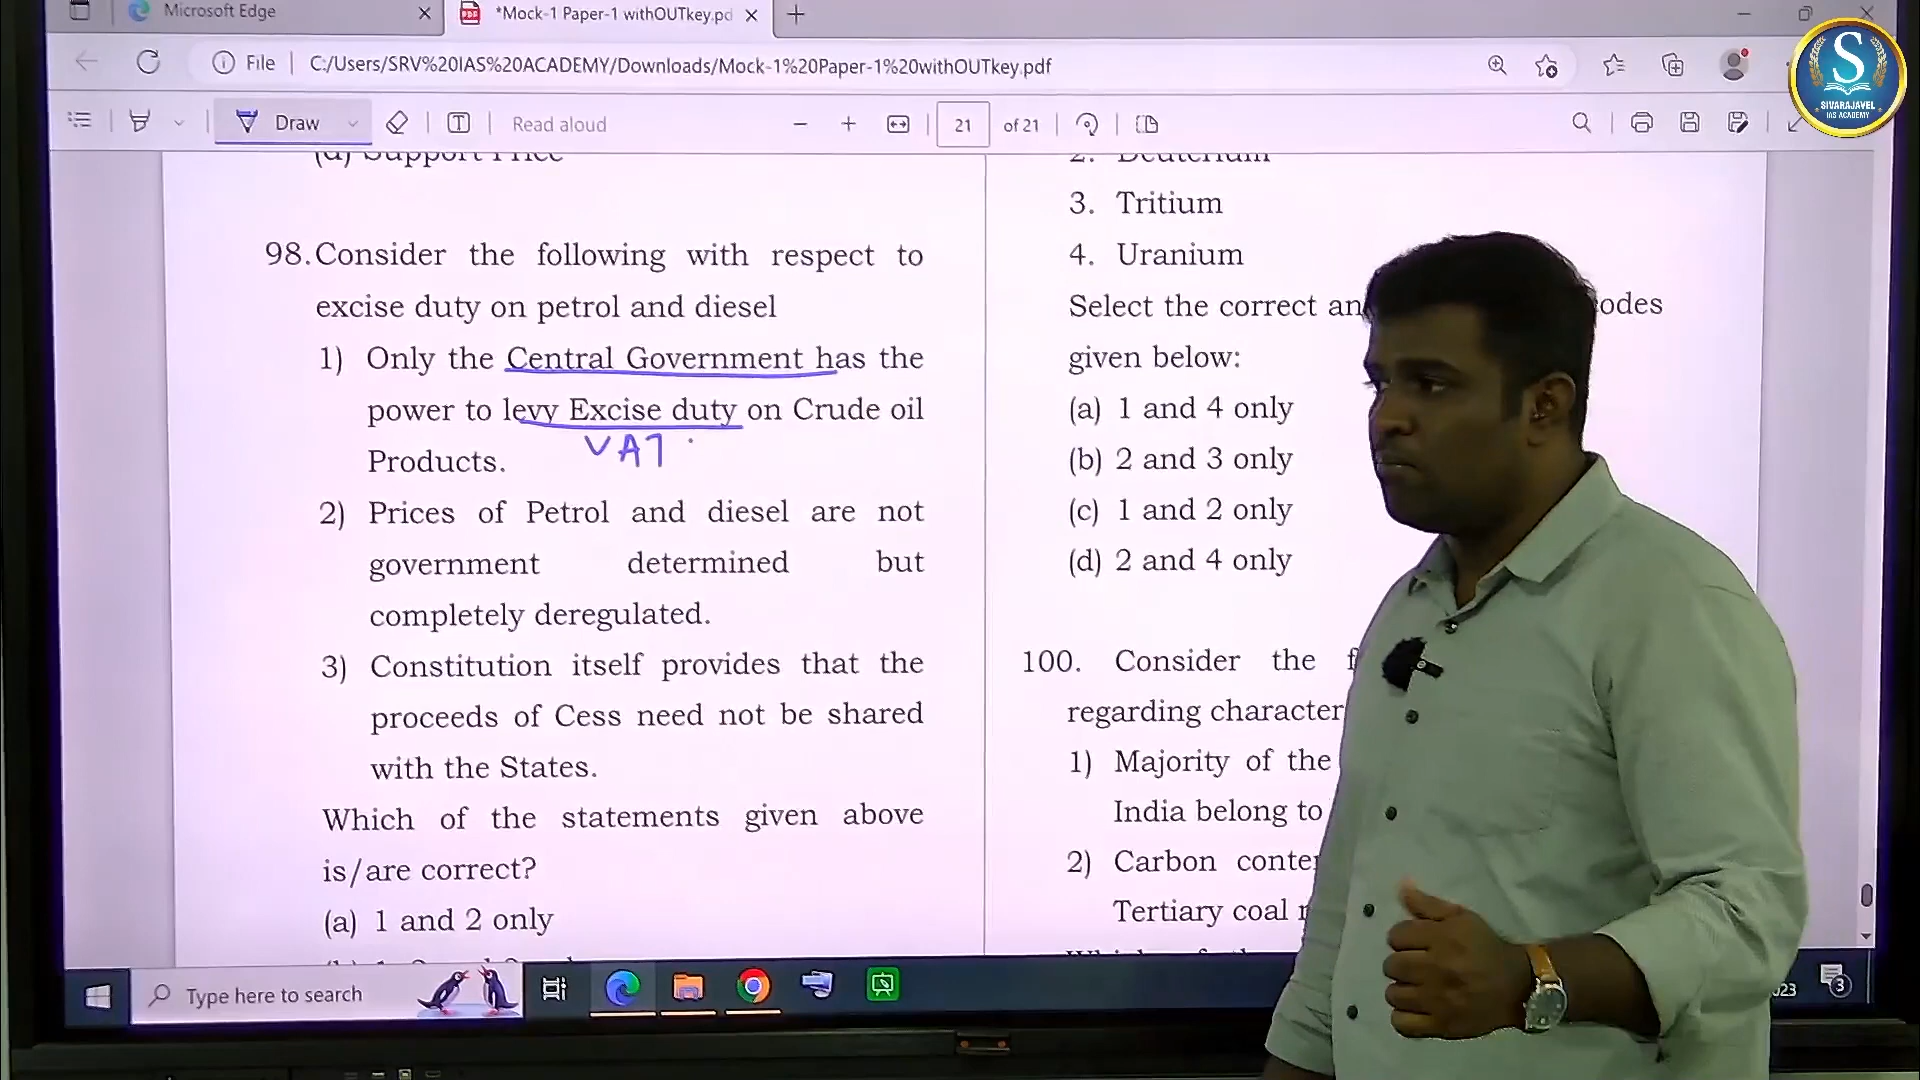 Microsoft Edge
*Mock-1 Paper-1 withOUTkey.pd
File
C:/Users/SRV%20IAS%20ACADEMY/Downloads/Mock-1%20Paper-1%20withOUTkey.pdf
S
SIVARAJAVEL
IAS ACADEMY
Draw
T
Read aloud
21 of 21
(d) Support Price
98. Consider the following with respect to
excise duty on petrol and diesel
1) Only the Central Government has the
power to levy Excise duty on Crude oil
VAT
Products.
2) Prices of Petrol and diesel are not
government determined but
completely deregulated.
3) Constitution itself provides that the
proceeds of Cess need not be shared
with the States.
Which of the statements given above
is/are correct?
(a) 1 and 2 only
2. Deuterium
3. Tritium
4. Uranium
Select the correct an codes
given below:
(a) 1 and 4 only
(b) 2 and 3 only
(c) 1 and 2 only
(d) 2 and 4 only
100. Consider the f
regarding character
1) Majority of the
India belong to
2) Carbon conte
Tertiary coal
Type here to search
023
3